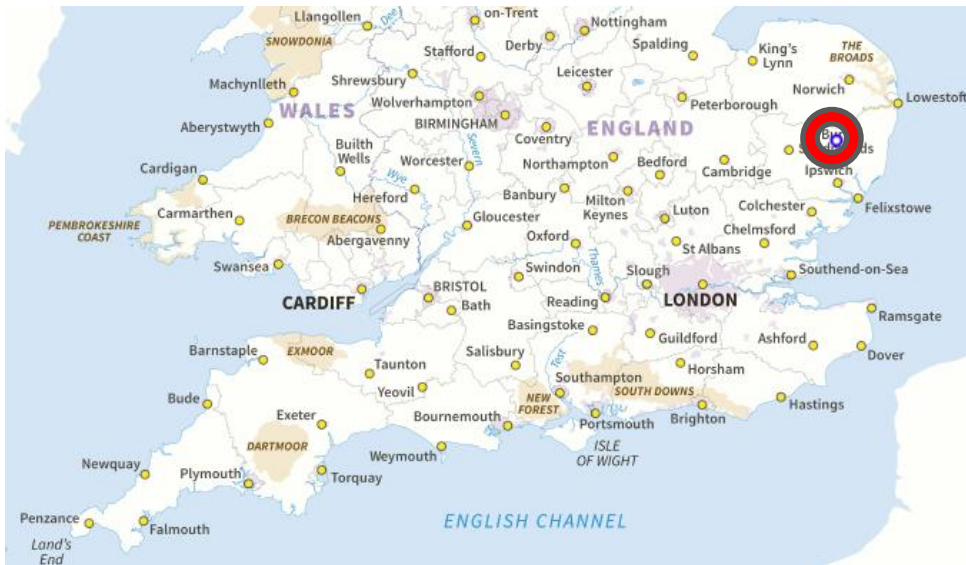 Llangollen
Dee
on-Trent
Nottingham
SNOWDONIA
Stafford
Derby
Spalding
King's
Lynn
THE
BROADS
Machynlleth
Shrewsbury
Leicester
Norwich
WALES
Wolverhampton
Peterborough
Lowestoft
Aberystwyth
BIRMINGHAM
ENGLAND
Coventry
Builth
Wells
Worcester
Severn
Northampton
Bedford
Cambridge
Ipswich
Cardigan
Wye
Hereford
Banbury
Milton
Keynes
Luton
Colchester
Felixstowe
PEMBROKESHIRE
COAST
Carmarthen
BRECON BEACONS
Abergavenny
Gloucester
Oxford
Thames
St Albans
Chelmsford
Swansea
Swindon
Slough
Southend-on-Sea
CARDIFF
BRISTOL
Bath
Reading
LONDON
Ramsgate
Basingstoke
Guildford
Ashford
Dover
Barnstaple
EXMOOR
Taunton
Salisbury
Test
Horsham
Bude
Yeovil
Southampton
SOUTH DOWNS
NEW
FOREST
Exeter
Bournemouth
Portsmouth
Brighton
Hastings
DARTMOOR
Weymouth
ISLE
OF WIGHT
Newquay
Plymouth
Torquay
Penzance
Falmouth
Land's
End
ENGLISH CHANNEL